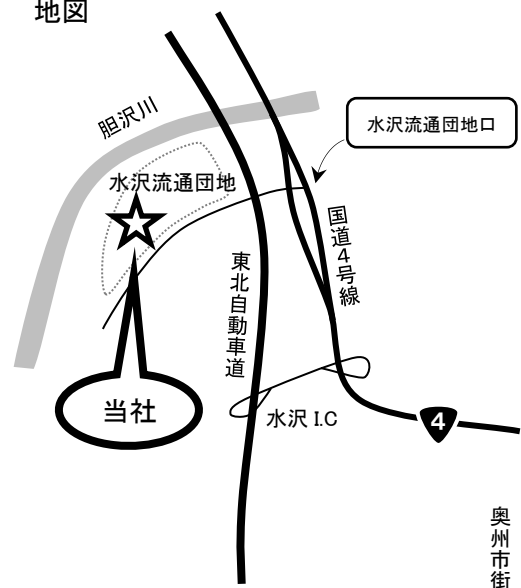 地図
胆沢川
水沢流通団地口
水沢流通団地
国道4号線
東北自動車道
当社
水沢 I.C
4
奥州市街